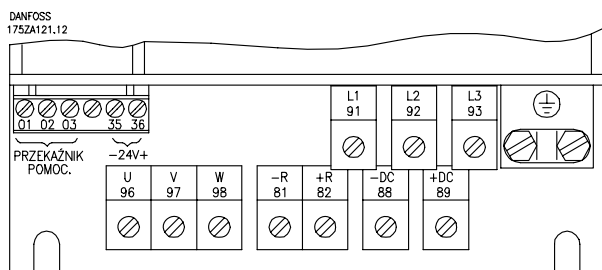 DANFOSS
175ZA121.12
L1 L2 L3
91 92 93
01 02 03 35 36
PRZEKAŹNIK
POMOC.
-24V+
U V W -R +R -DC +DC
96 97 98 81 82 88 89